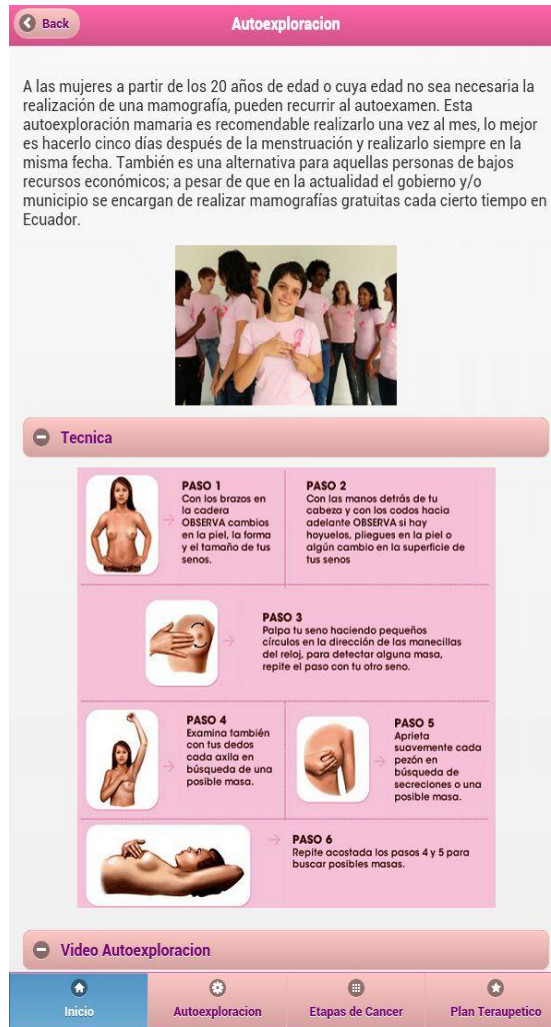 Back
Autoexploracion
A las mujeres a partir de los 20 años de edad o cuya edad no sea necesaria la
realización de una mamografía, pueden recurrir al autoexamen. Esta
autoexploración mamaria es recomendable realizarlo una vez al mes, lo mejor
es hacerlo cinco días después de la menstruación y realizarlo siempre en la
misma fecha. También es una alternativa para aquellas personas de bajos
recursos económicos; a pesar de que en la actualidad el gobierno y/o
municipio se encargan de realizar mamografías gratuitas cada cierto tiempo en
Ecuador.
Tecnica
PASO 1
Con los brazos en
la cadera
OBSERVA cambios
en la piel, la forma
y el tamaño de tus
senos.
PASO 2
Con las manos detrás de tu
cabeza y con los codos hacia
adelante OBSERVA si hay
hoyuelos, pliegues en la piel o
algún cambio en la superficie de
tus senos
PASO 3
Palpa tu seno haciendo pequeños
círculos en la dirección de las manecillas
del reloj, para detectar alguna masa,
repite el paso con tu otro seno.
PASO 4
Examina también
con tus dedos
cada axila en
búsqueda de una
posible masa.
PASO 5
Aprieta
suavemente cada
pezón en
búsqueda de
secreciones o una
posible masa.
PASO 6
Repite acostada los pasos 4 y 5 para
buscar posibles masas.
Video Autoexploracion
Inicio
Autoexploracion
Etapas de Cancer
Plan Teraupetico